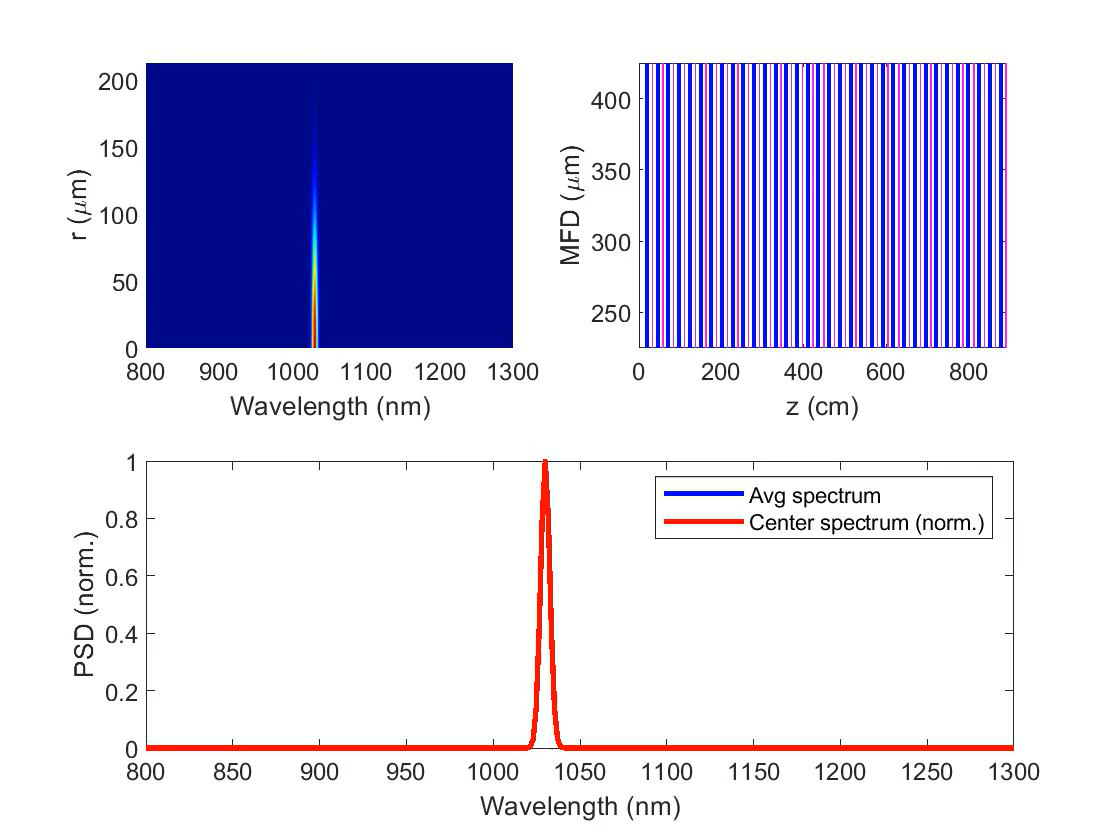 200
150
100
50
0
r (μm)
800 900 1000 1100 1200 1300
Wavelength (nm)
400
350
300
250
MFD (μm)
0 200 400 600 800
z (cm)
1
0.8
0.6
0.4
0.2
0
PSD (norm.)
Avg spectrum
Center spectrum (norm.)
800 850 900 950 1000 1050 1100 1150 1200 1250 1300
Wavelength (nm)